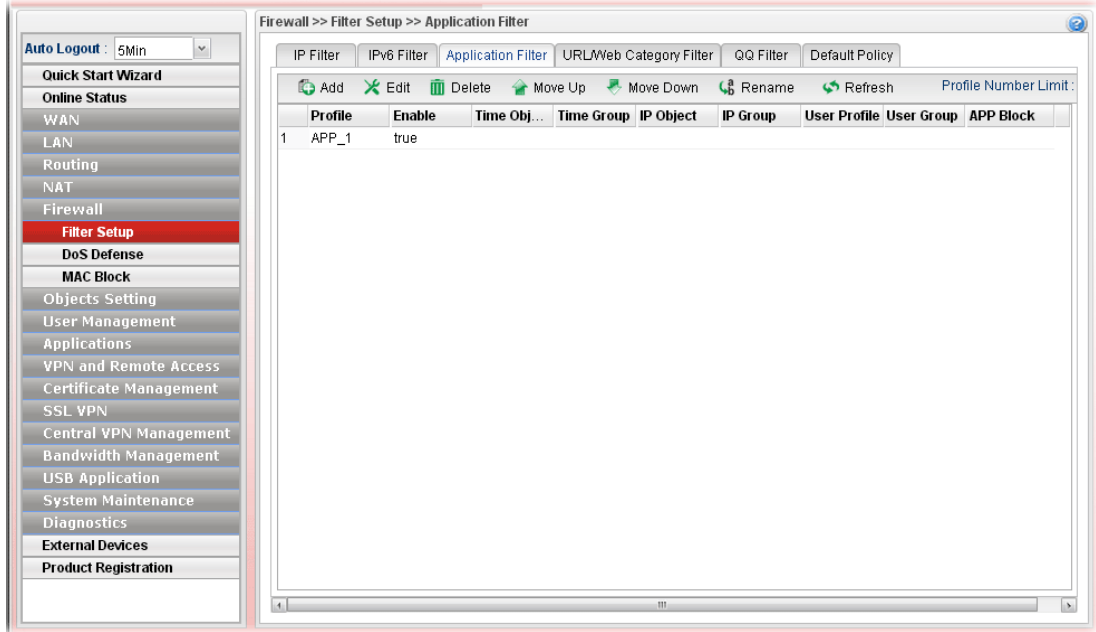 Firewall >> Filter Setup >> Application Filter
Auto Logout : 5Min
Quick Start Wizard
Online Status
WAN
LAN
Routing
NAT
Firewall
Filter Setup
DoS Defense
MAC Block
Objects Setting
User Management
Applications
VPN and Remote Access
Certificate Management
SSL VPN
Central VPN Management
Bandwidth Management
USB Application
System Maintenance
Diagnostics
External Devices
Product Registration
IP Filter IPv6 Filter Application Filter URL/Web Category Filter QQ Filter Default Policy
Add Edit Delete Move Up Move Down Rename Refresh Profile Number Limit :
Profile Enable Time Obj... Time Group IP Object IP Group User Profile User Group APP Block
1 APP_1 true